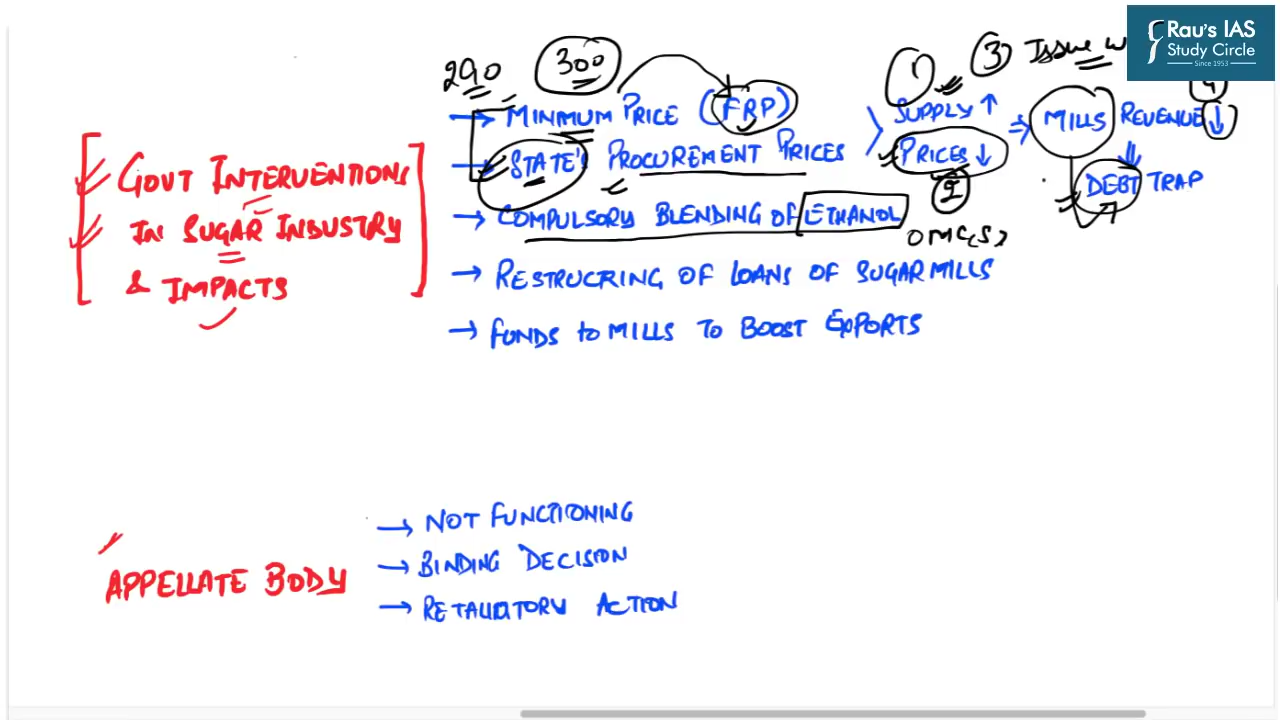 Rau's IAS
Study Circle
Since 1953
290
300
1
3 Issue w
MINIMUM PRICE (FRP)
SUPPLY ↑
⇒ MILLS REVENUE ↓
→ STATE'S PROCUREMENT PRICES
PRICES ↓
2
DEBT TRAP
GOVT INTERVENTIONS
IN SUGAR INDUSTRY
& IMPACTS
→ COMPULSORY BLENDING OF ETHANOL
OMC(S)
→ RESTRUCRING OF LOANS OF SUGAR MILLS
→ FUNDS to MILLS TO BOOST EXPORTS
APPELLATE BODY
→ NOT FUNCTIONING
→ BINDING DECISION
→ RETALIATORY ACTION